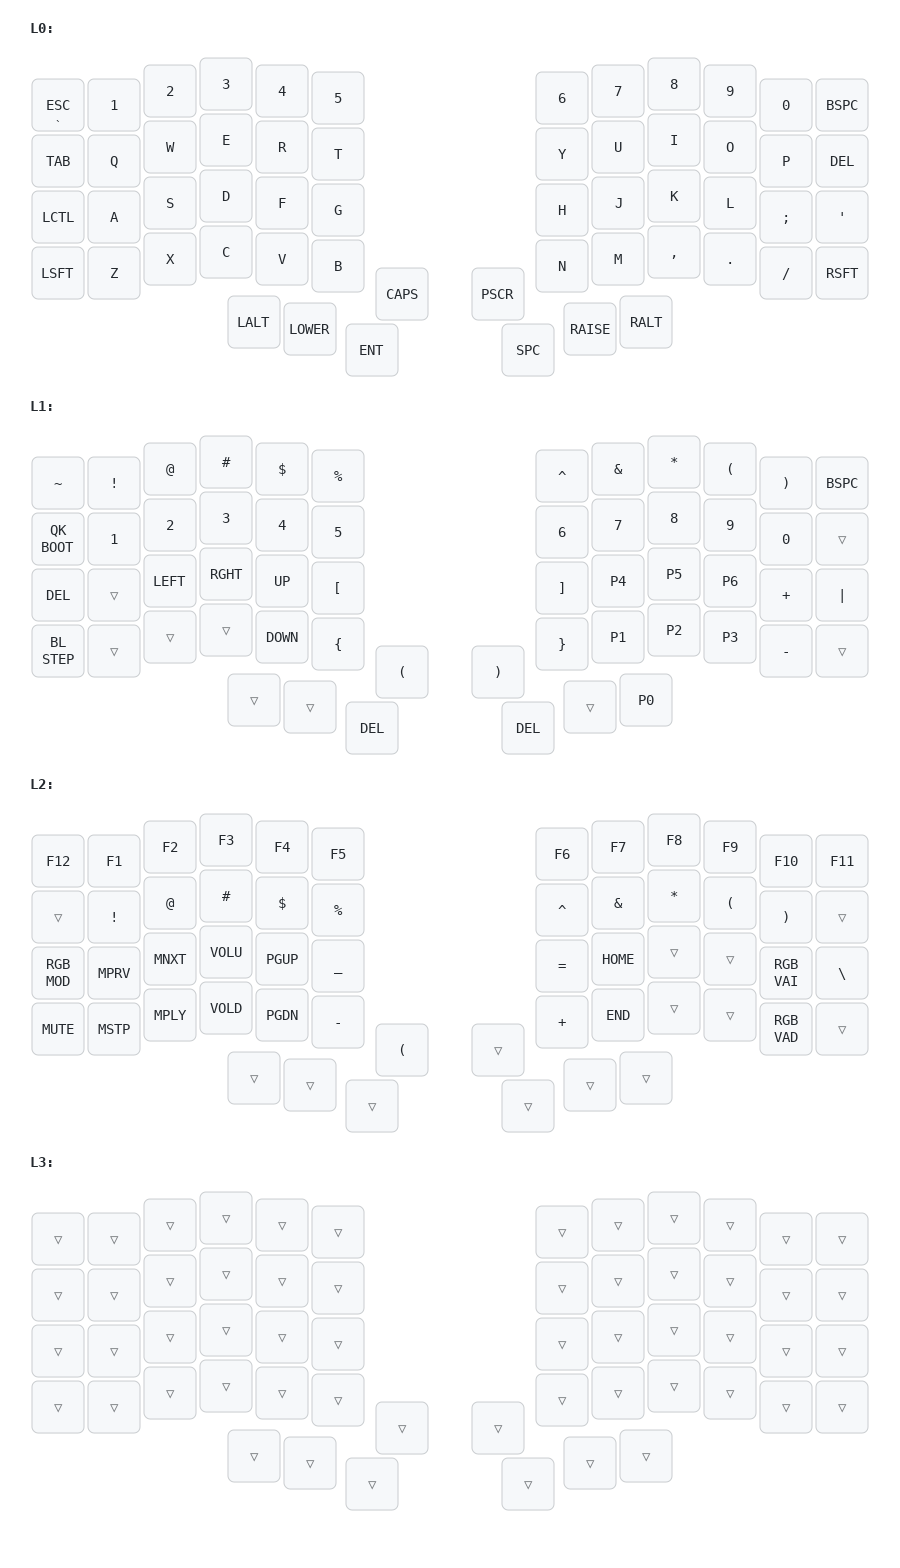 L0:
ESC 1 2 3 4 5 6 7 8 9 0 BSPC
`
TAB Q W E R T Y U I O P DEL
LCTL A S D F G H J K L ; '
LSFT Z X C V B N M , . / RSFT
CAPS PSCR
LALT LOWER ENT SPC RAISE RALT
L1:
~ ! @ # $ % ^ & * ( ) BSPC
QK BOOT 1 2 3 4 5 6 7 8 9 0 ▽
DEL ▽ LEFT RGHT UP [ ] P4 P5 P6 + |
BL STEP ▽ ▽ ▽ DOWN { } P1 P2 P3 - ▽
( )
▽ ▽ DEL DEL ▽ P0
L2:
F12 F1 F2 F3 F4 F5 F6 F7 F8 F9 F10 F11
▽ ! @ # $ % ^ & * ( ) ▽
RGB MOD MPRV MNXT VOLU PGUP _ = HOME ▽ ▽ RGB VAI \
MUTE MSTP MPLY VOLD PGDN - + END ▽ ▽ RGB VAD ▽
( ▽
▽ ▽ ▽ ▽ ▽ ▽
L3:
▽ ▽ ▽ ▽ ▽ ▽ ▽ ▽ ▽ ▽ ▽ ▽
▽ ▽ ▽ ▽ ▽ ▽ ▽ ▽ ▽ ▽ ▽ ▽
▽ ▽ ▽ ▽ ▽ ▽ ▽ ▽ ▽ ▽ ▽ ▽
▽ ▽ ▽ ▽ ▽ ▽ ▽ ▽ ▽ ▽ ▽ ▽
▽ ▽
▽ ▽ ▽ ▽ ▽ ▽